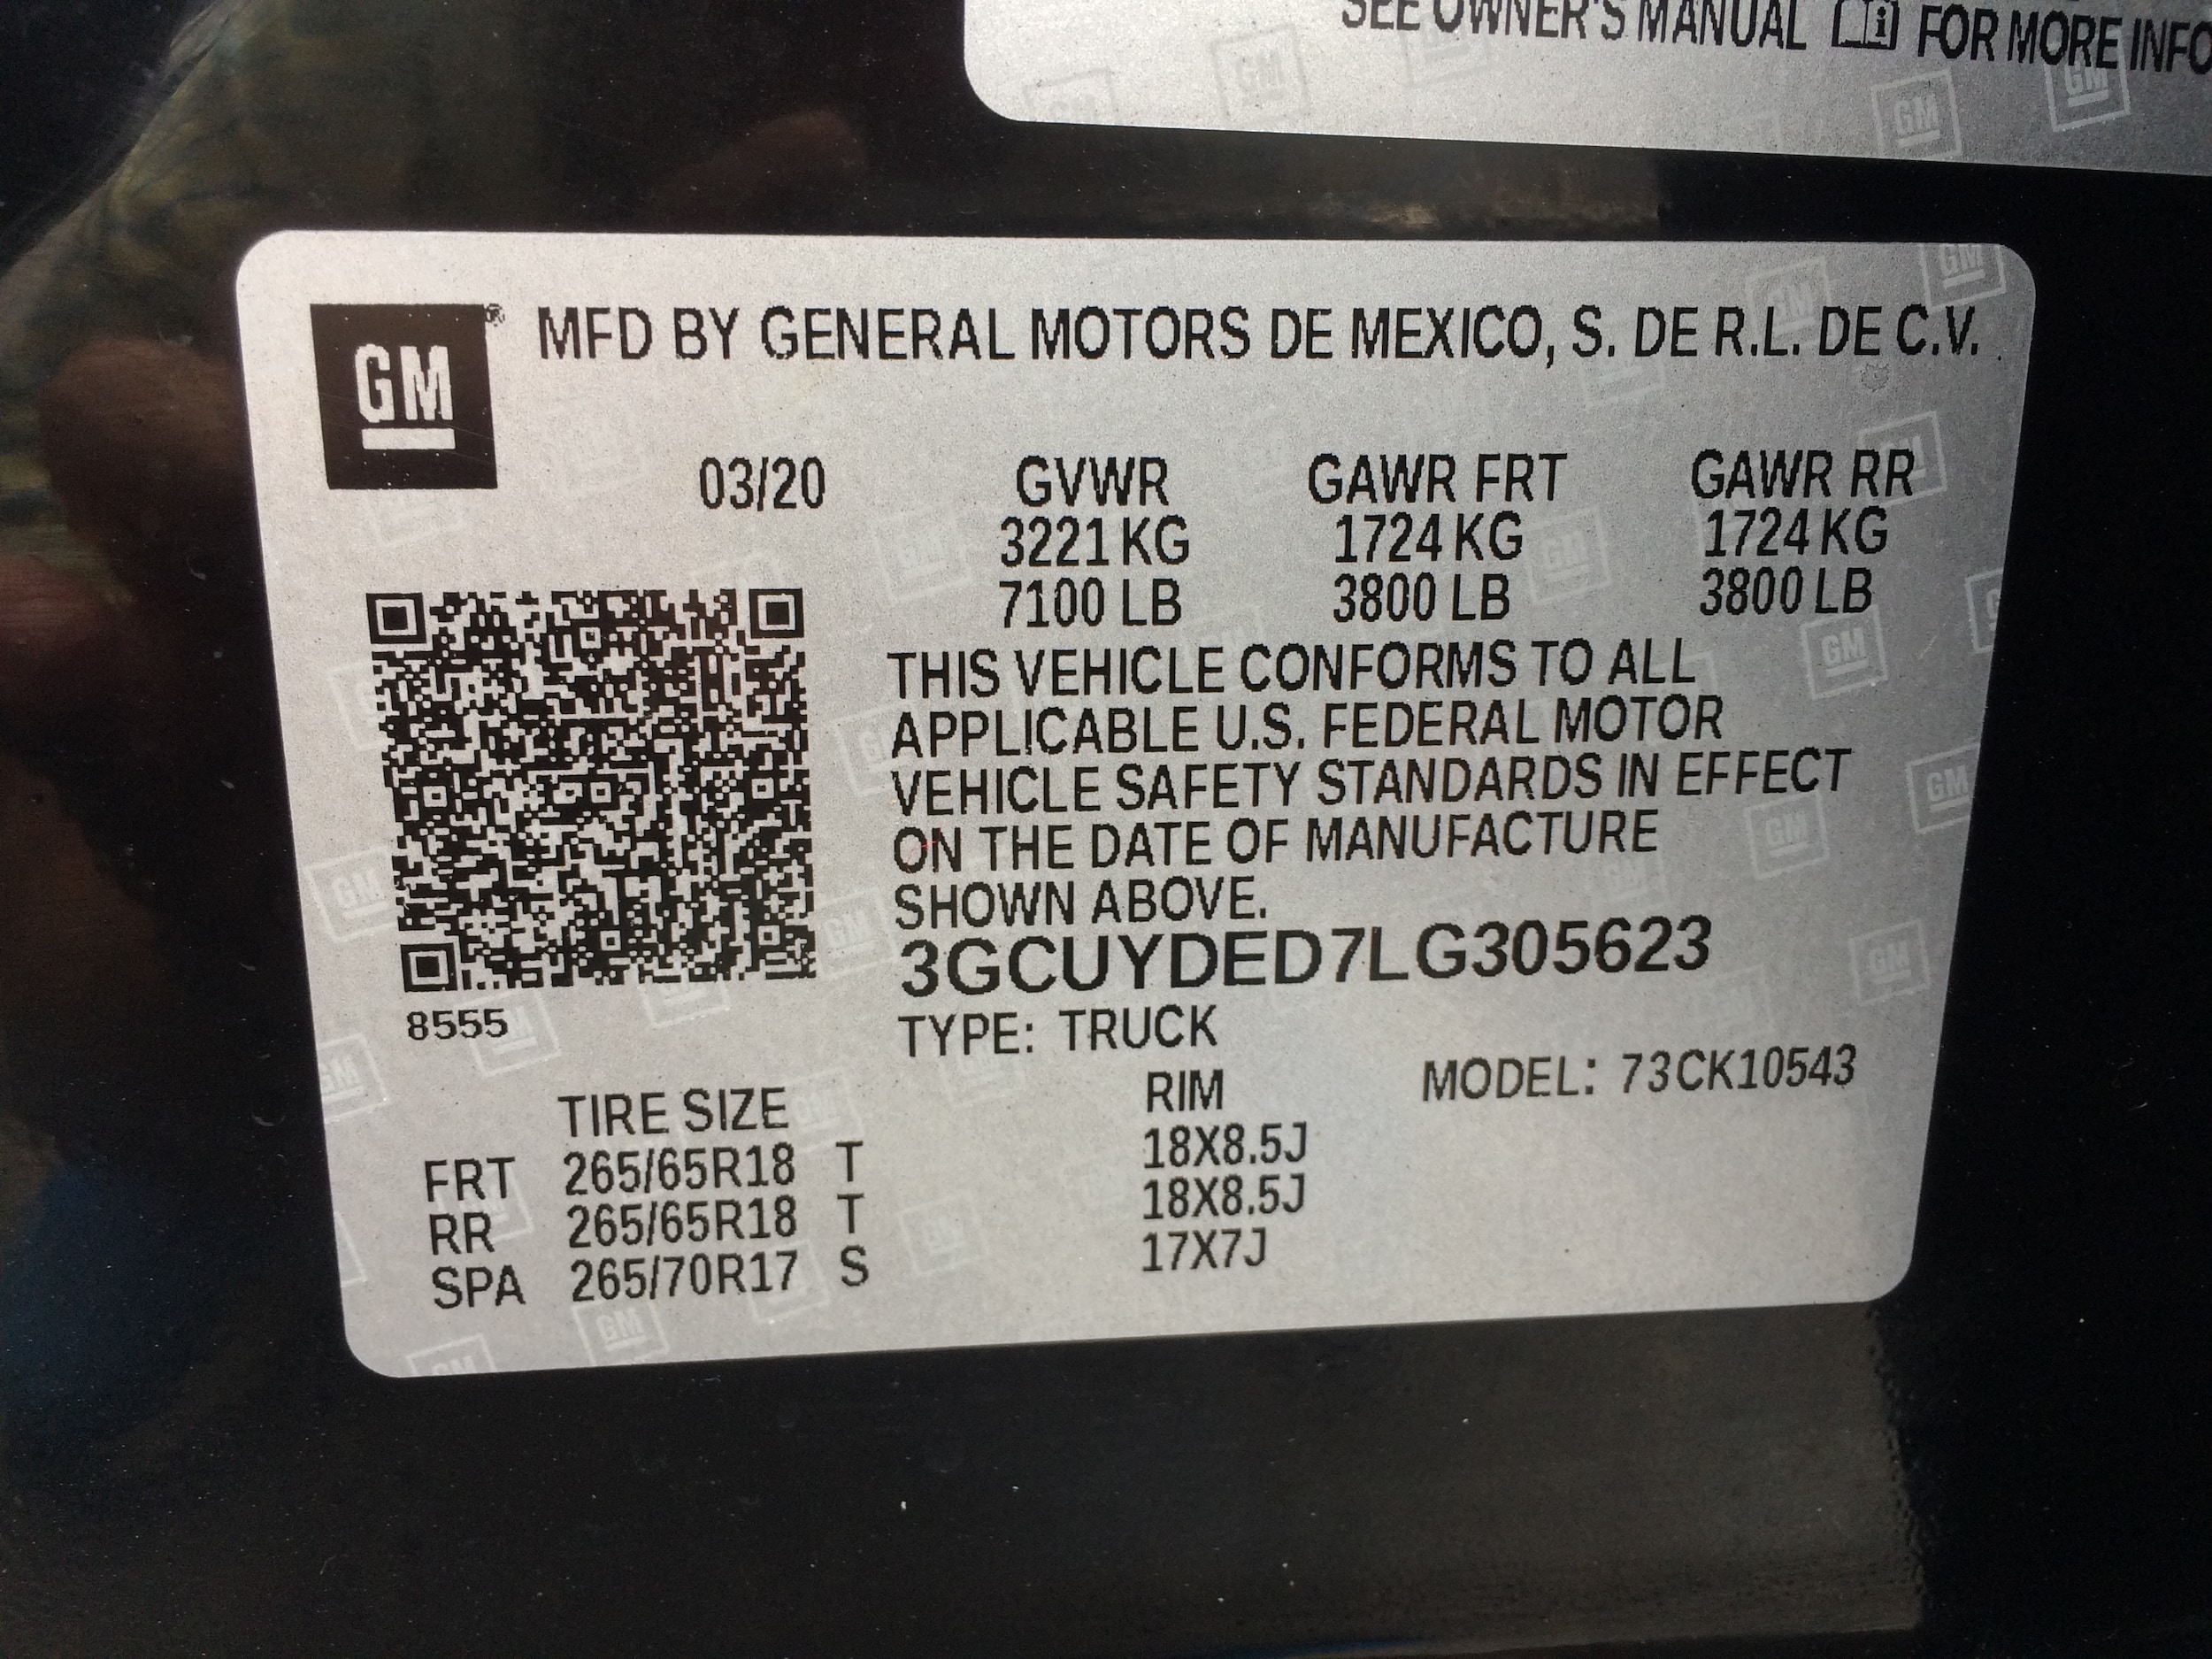 SEE OWNER'S MANUAL FOR MORE INFO
GM ® MFD BY GENERAL MOTORS DE MEXICO, S. DE R.L. DE C.V.
03/20 GVWR GAWR FRT GAWR RR
3221 KG 1724 KG 1724 KG
7100 LB 3800 LB 3800 LB
THIS VEHICLE CONFORMS TO ALL
APPLICABLE U.S. FEDERAL MOTOR
VEHICLE SAFETY STANDARDS IN EFFECT
ON THE DATE OF MANUFACTURE
SHOWN ABOVE.
3GCUYDED7LG305623
8555
TYPE: TRUCK
TIRE SIZE RIM MODEL: 73CK10543
FRT 265/65R18 T 18X8.5J
RR 265/65R18 T 18X8.5J
SPA 265/70R17 S 17X7J